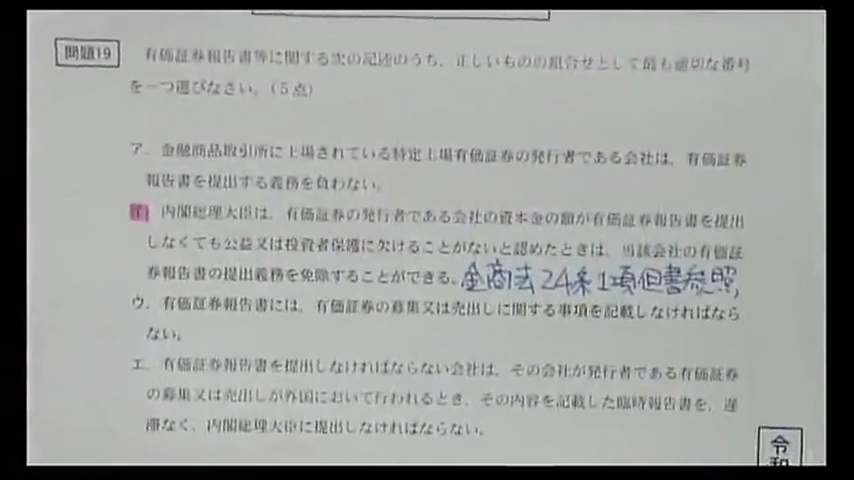 問題19 有価証券報告書等に関する次の記述のうち、正しいものの組合せとして最も適切な番号
を一つ選びなさい。(5点)
ア．金融商品取引所に上場されている特定上場有価証券の発行者である会社は、有価証券
報告書を提出する義務を負わない。
内閣総理大臣は、有価証券の発行者である会社の資本金の額が有価証券報告書を提出
しなくても公益又は投資者保護に欠けることがないと認めたときは、当該会社の有価証
券報告書の提出義務を免除することができる。金商法24条1項但書参照,
ウ．有価証券報告書には、有価証券の募集又は売出しに関する事項を記載しなければなら
ない。
エ．有価証券報告書を提出しなければならない会社は、その会社が発行者である有価証券
の募集又は売出しが外国において行われるとき、その内容を記載した臨時報告書を、遅
滞なく、内閣総理大臣に提出しなければならない。
令